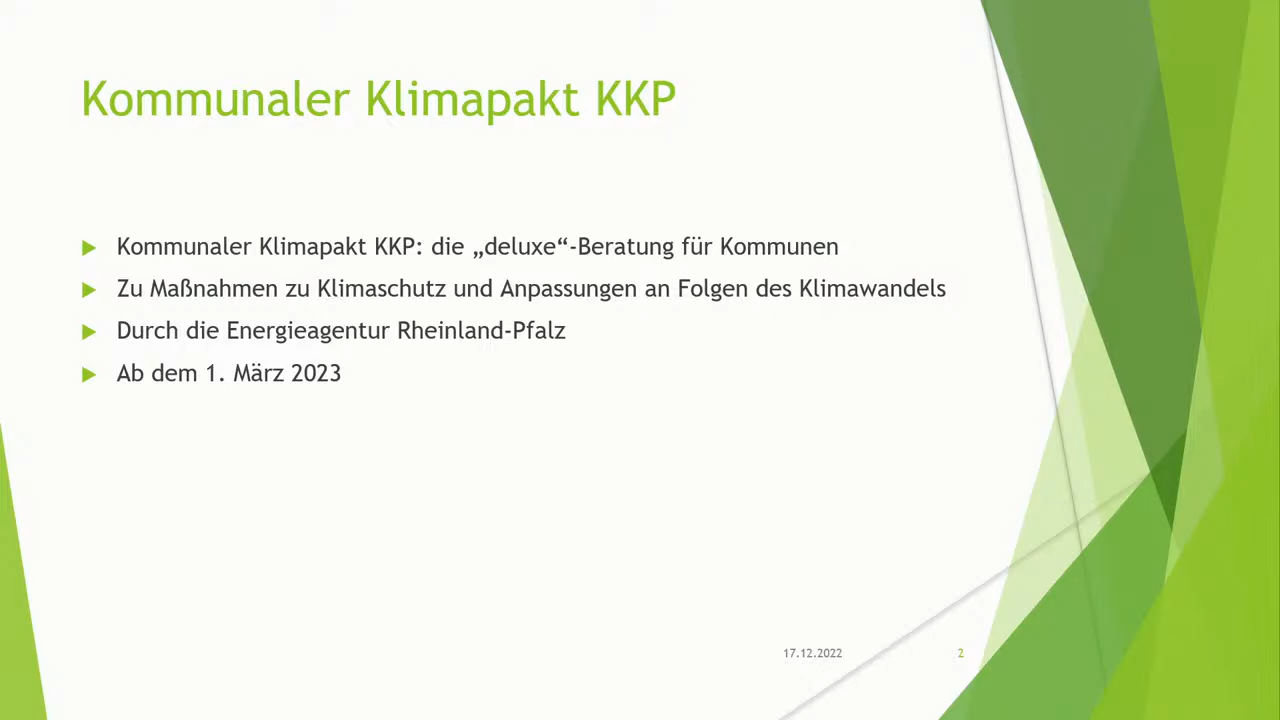 Kommunaler Klimapakt KKP
Kommunaler Klimapakt KKP: die „deluxe“-Beratung für Kommunen
Zu Maßnahmen zu Klimaschutz und Anpassungen an Folgen des Klimawandels
Durch die Energieagentur Rheinland-Pfalz
Ab dem 1. März 2023
17.12.2022
2